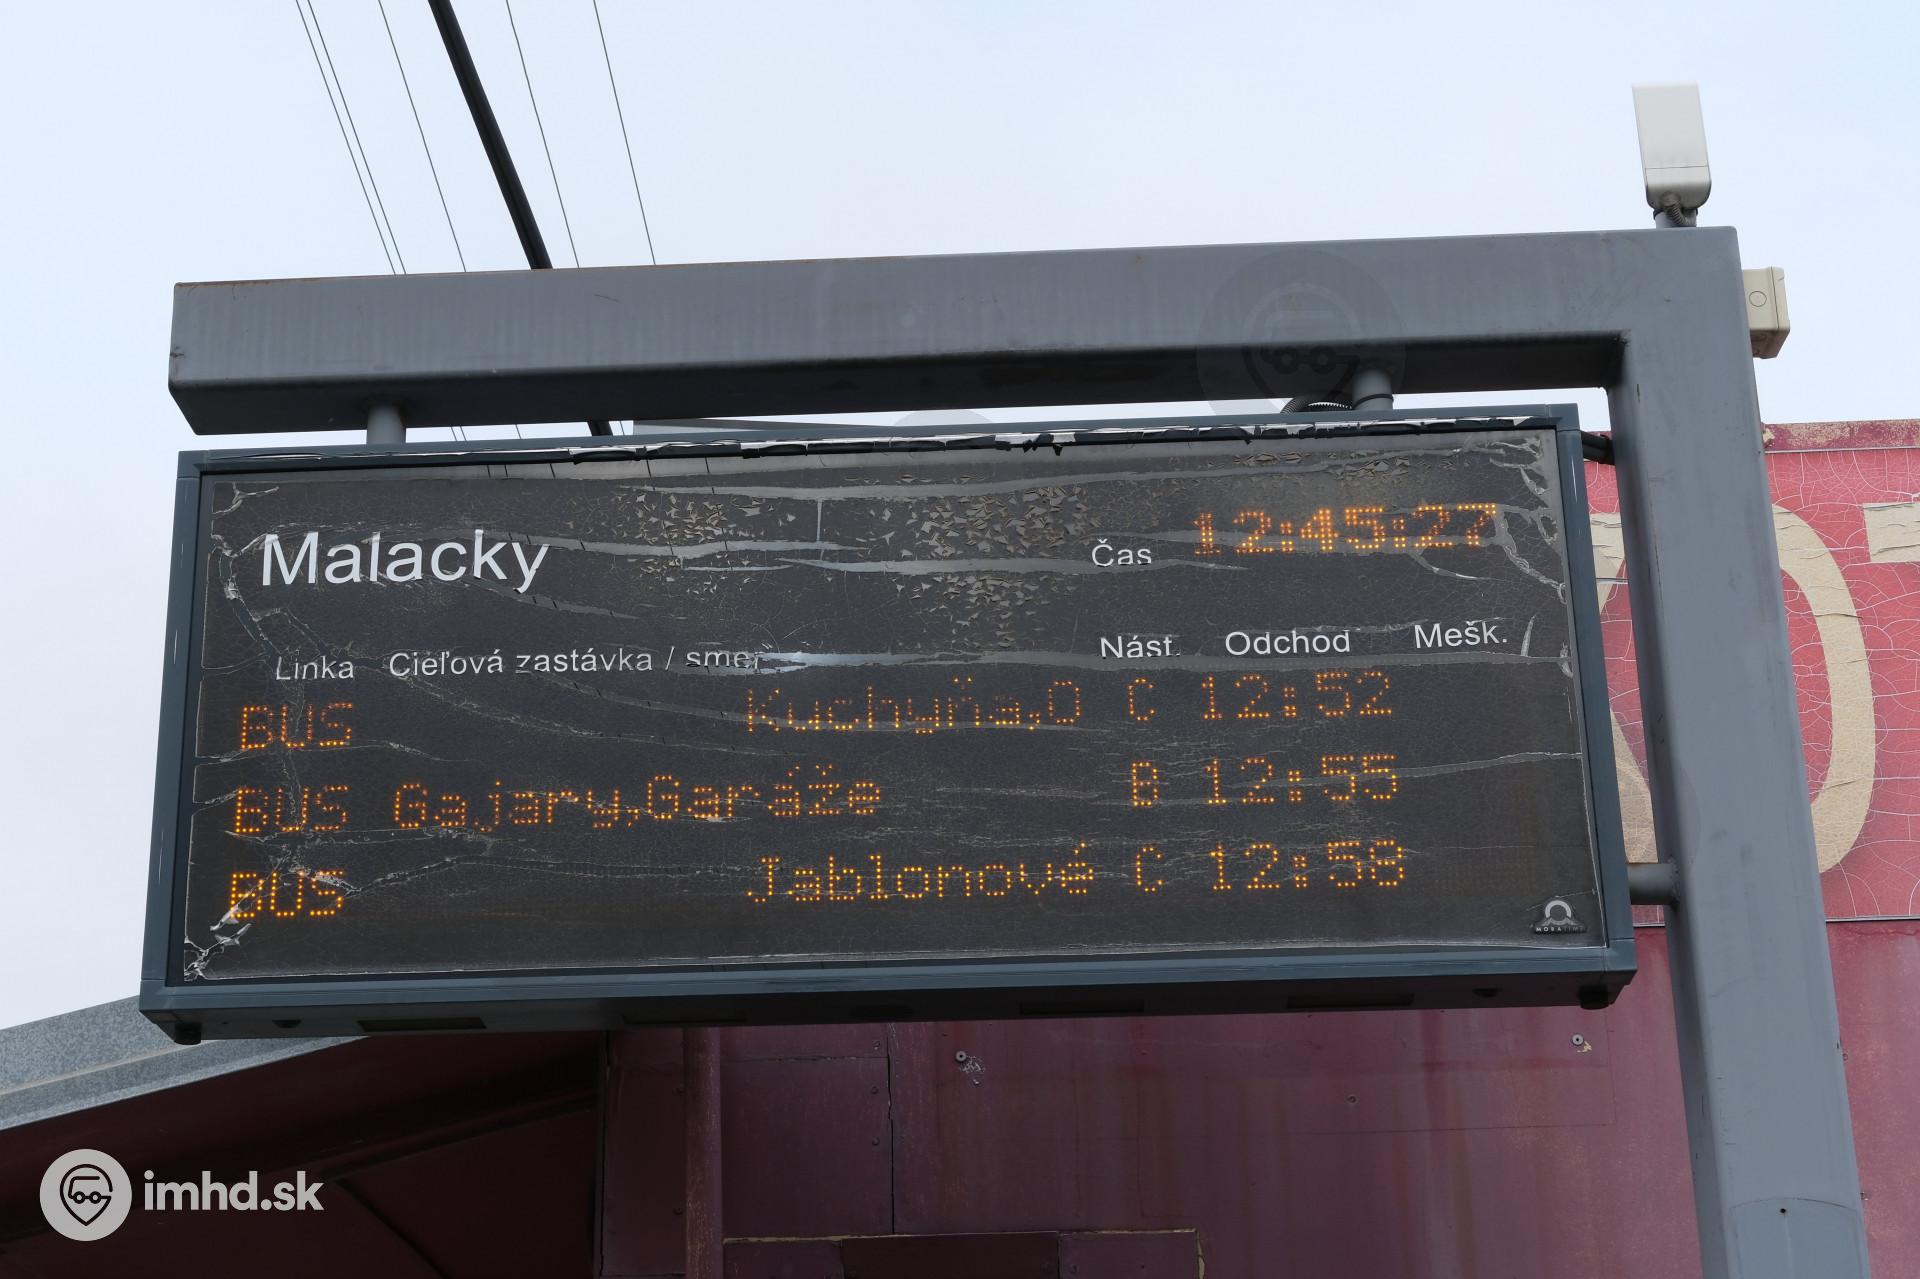 Malacky
Čas 12:45:27
Linka Cieľová zastávka / smer Nást. Odchod Mešk.
BUS Kuchyňa,O C 12:52
BUS Gajary,Garáže B 12:55
BUS Jablonové C 12:58
MOBATIME
imhd.sk